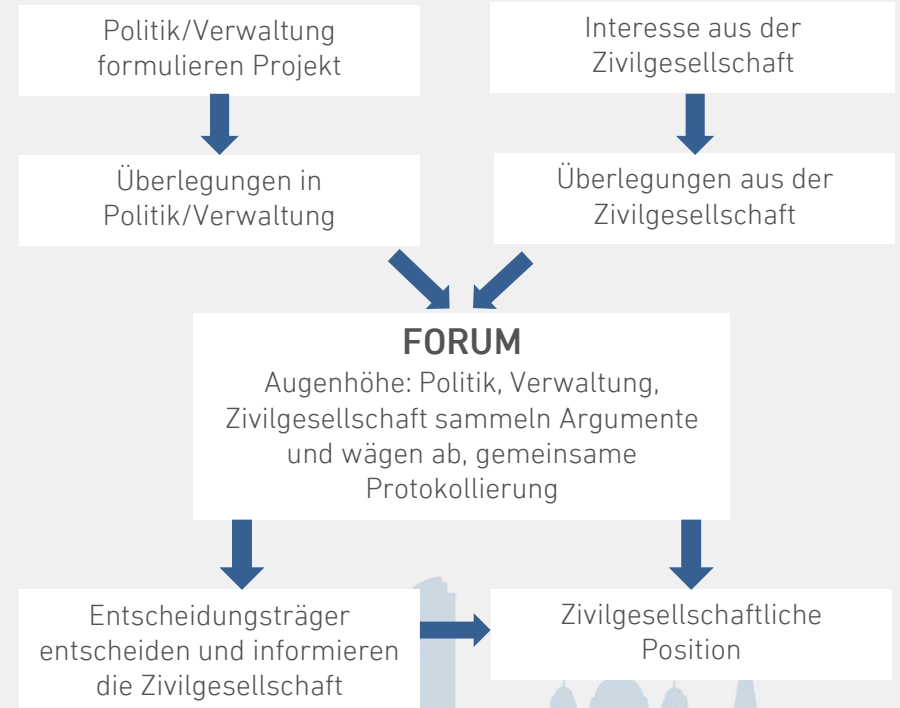 Politik/Verwaltung
formulieren Projekt
Interesse aus der
Zivilgesellschaft
Überlegungen in
Politik/Verwaltung
Überlegungen aus der
Zivilgesellschaft
FORUM
Augenhöhe: Politik, Verwaltung,
Zivilgesellschaft sammeln Argumente
und wägen ab, gemeinsame
Protokollierung
Entscheidungsträger
entscheiden und informieren
die Zivilgesellschaft
Zivilgesellschaftliche
Position